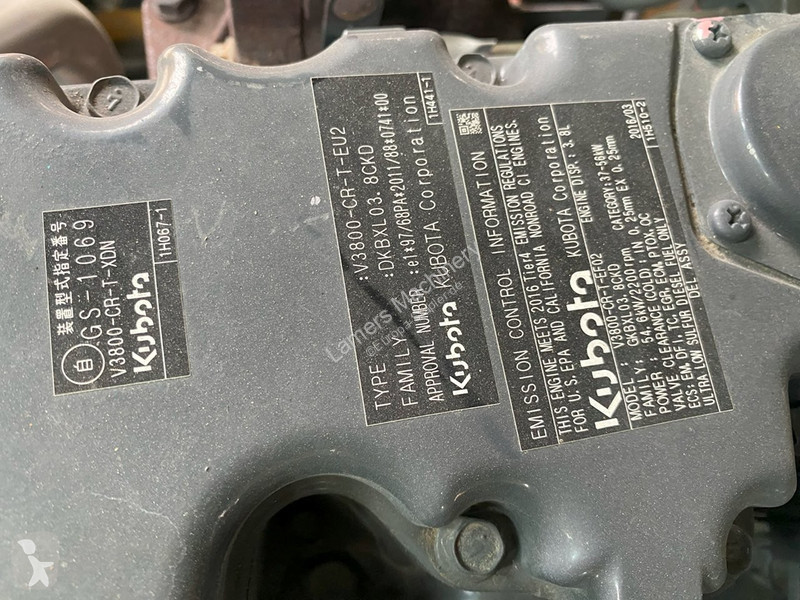 装置型式指定番号
自 GS-1069
V3800-CR-T-XDN
Kubota 1H067-1
TYPE :V3800-CR-T-EU2
FAMILY :DKBXL03.8CKD
APPROVAL NUMBER :e1*97/68PA*2011/88*0741*00
Kubota KUBOTA Corporation
1H441-1
EMISSION CONTROL INFORMATION
THIS ENGINE MEETS 2016 Tier4 EMISSION REGULATIONS
FOR U.S. EPA AND CALIFORNIA NONROAD CI ENGINES.
Kubota KUBOTA Corporation
ENGINE DISP.: 3.8L
MODEL: V3800-CR-T-EF02
FAMILY: GKBXL03.8CKD CATEGORY:37-56kW
POWER: 54.6kW/2200rpm
VALVE CLEARANCE (COLD): IN 0.25mm EX 0.25mm
ECS: EM, DFI, TC, EGR, ECM, PTOX, OC 2016/03
ULTRA LOW SULFUR DIESEL FUEL ONLY 1H510-2
DEL ASSY
Lamers Machinery
@Europa-